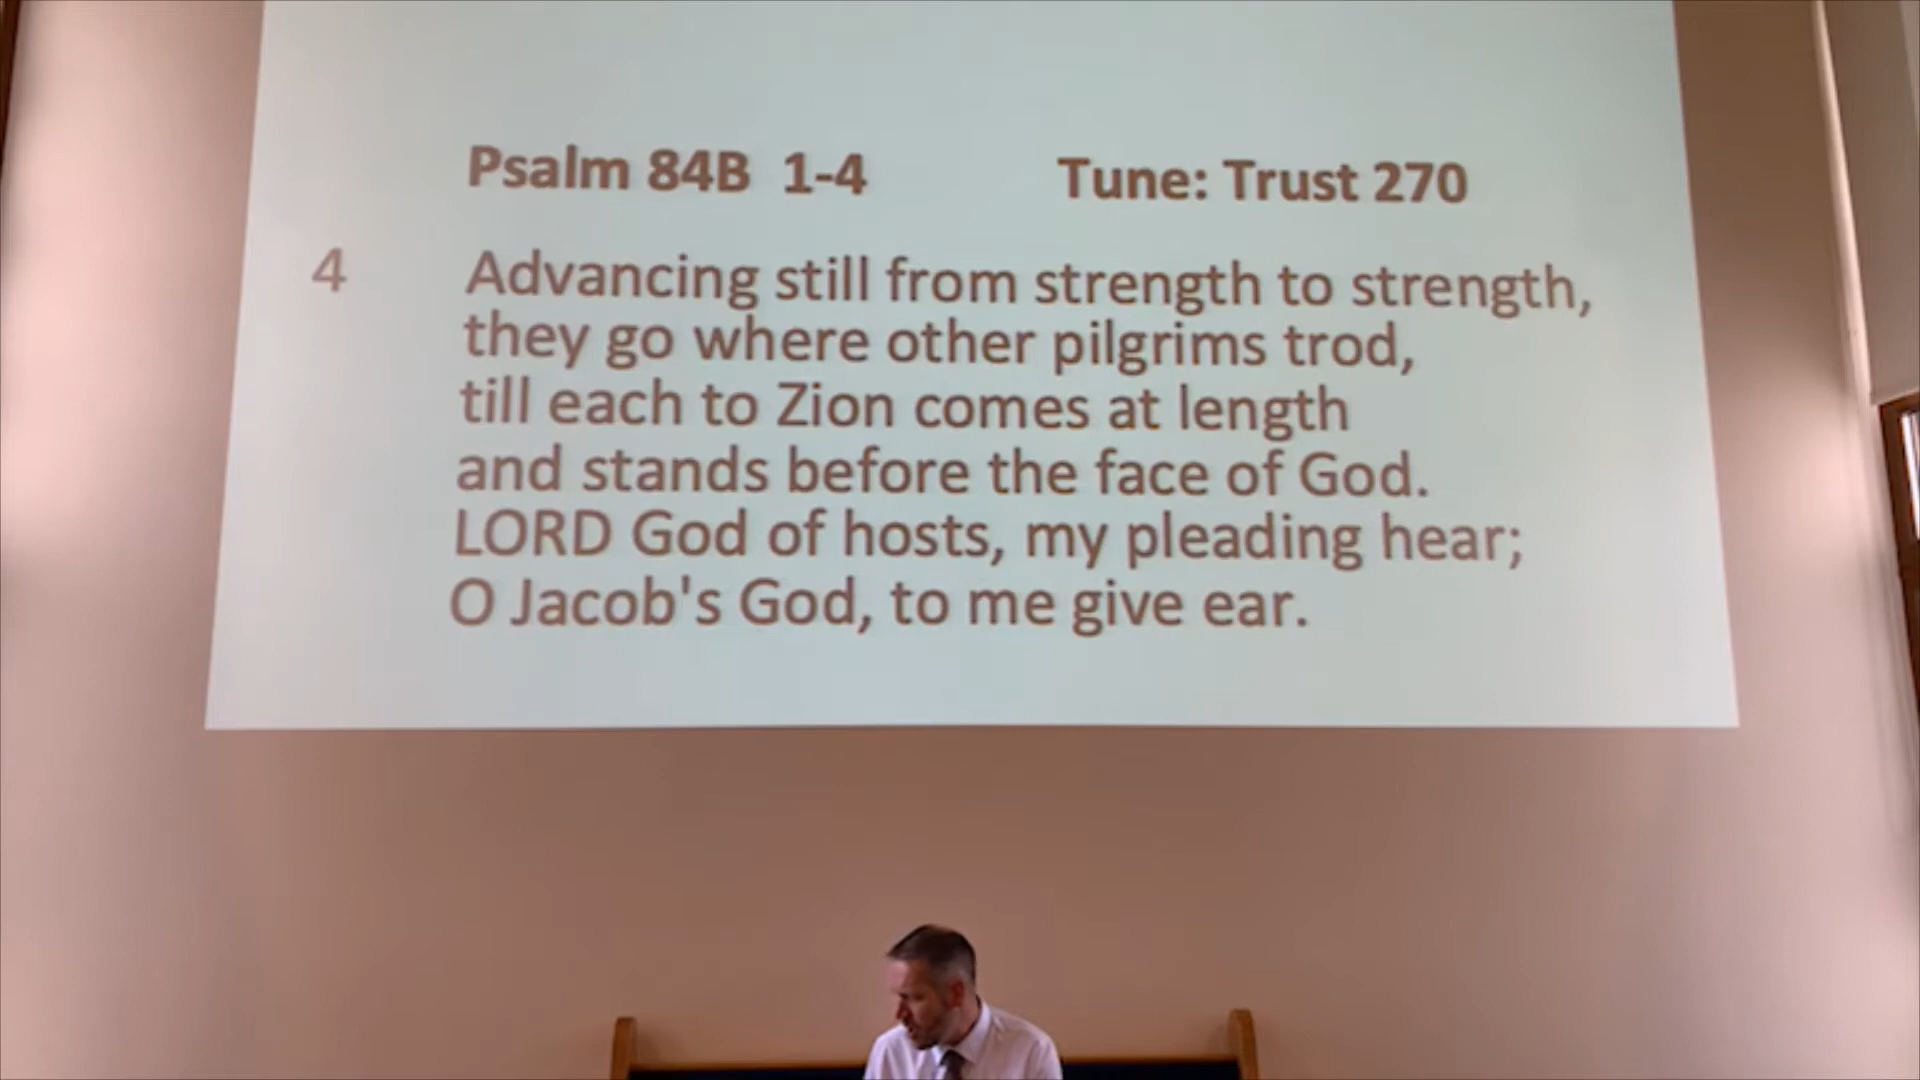 Psalm 84B 1-4 Tune: Trust 270
4 Advancing still from strength to strength,
they go where other pilgrims trod,
till each to Zion comes at length
and stands before the face of God.
LORD God of hosts, my pleading hear;
O Jacob's God, to me give ear.